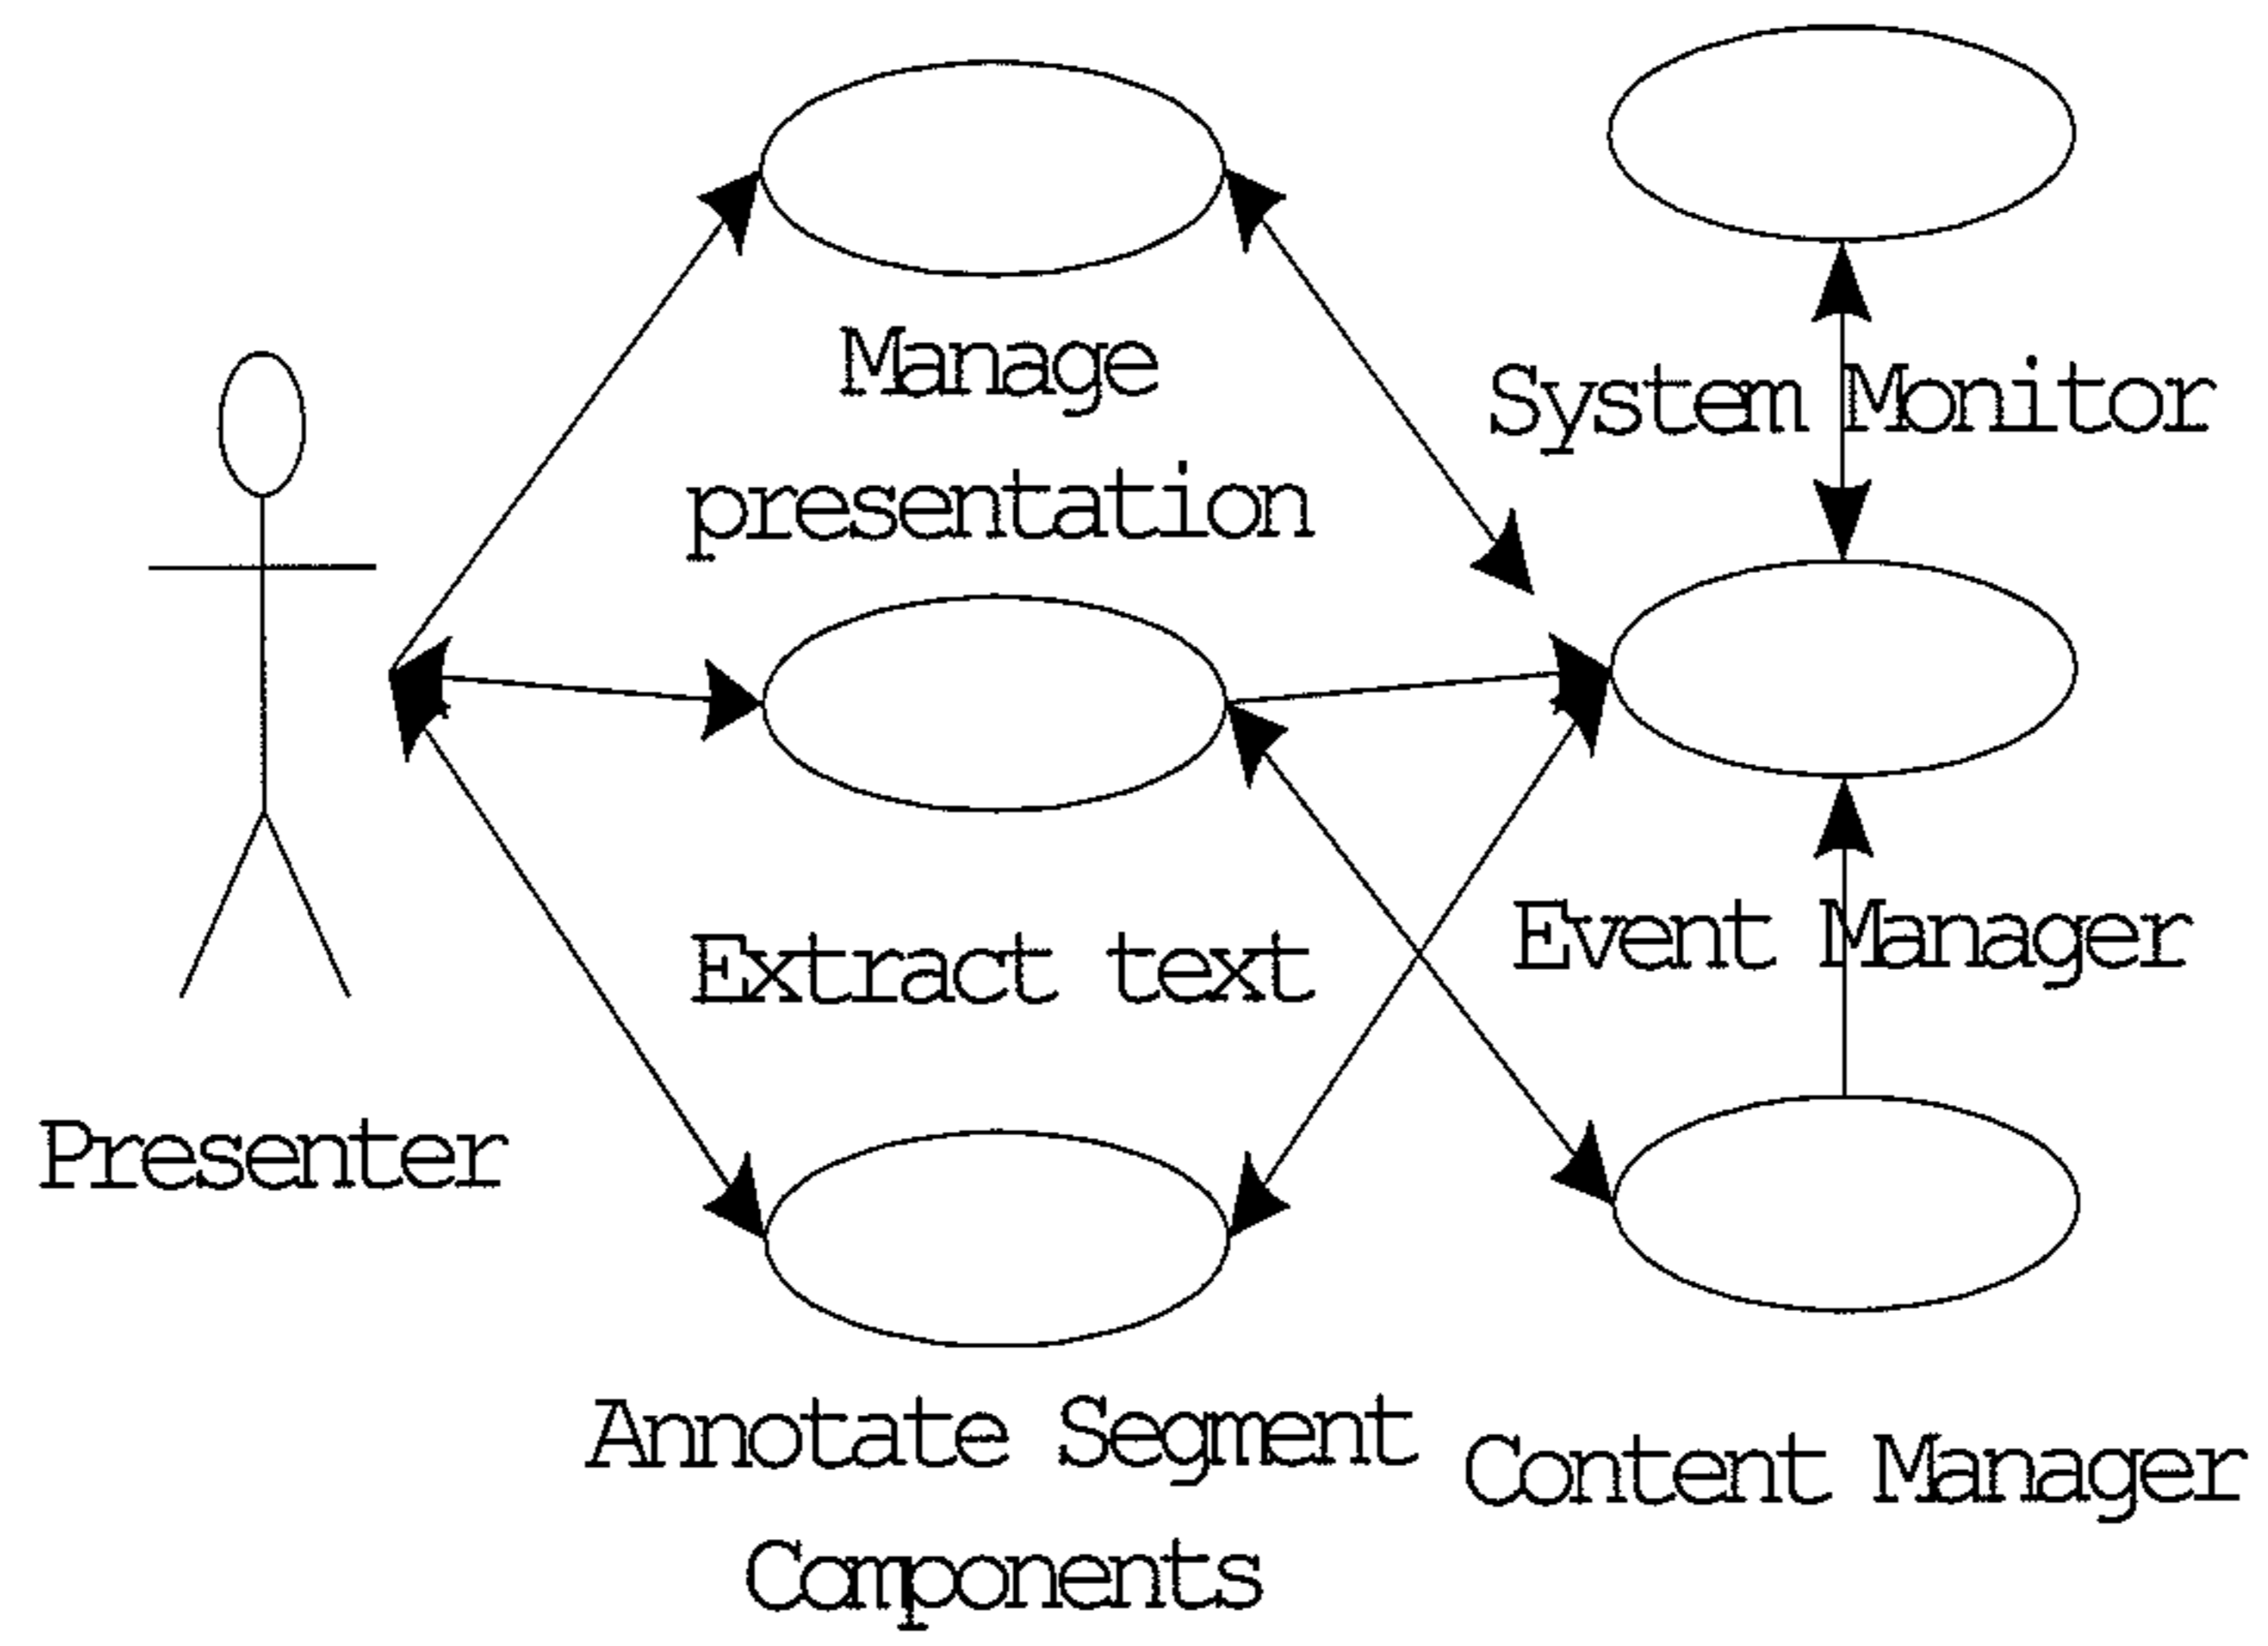 Manage
presentation
System Monitor
Extract text
Event Manager
Presenter
Annotate Segment
Components
Content Manager